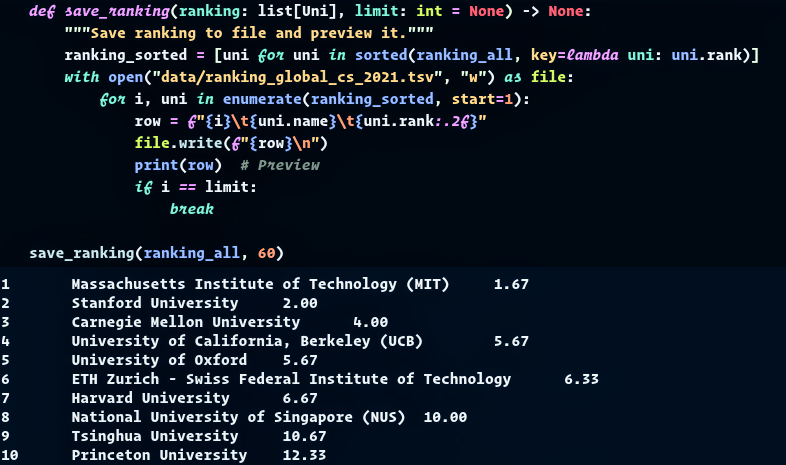 def save_ranking(ranking: list[Uni], limit: int = None) -> None:
    """Save ranking to file and preview it."""
    ranking_sorted = [uni for uni in sorted(ranking_all, key=lambda uni: uni.rank)]
    with open("data/ranking_global_cs_2021.tsv", "w") as file:
        for i, uni in enumerate(ranking_sorted, start=1):
            row = f"{i}\t{uni.name}\t{uni.rank:.2f}"
            file.write(f"{row}\n")
            print(row)  # Preview
            if i == limit:
                break
save_ranking(ranking_all, 60)
1	Massachusetts Institute of Technology (MIT)	1.67
2	Stanford University	2.00
3	Carnegie Mellon University	4.00
4	University of California, Berkeley (UCB)	5.67
5	University of Oxford	5.67
6	ETH Zurich - Swiss Federal Institute of Technology	6.33
7	Harvard University	6.67
8	National University of Singapore (NUS)	10.00
9	Tsinghua University	10.67
10	Princeton University	12.33